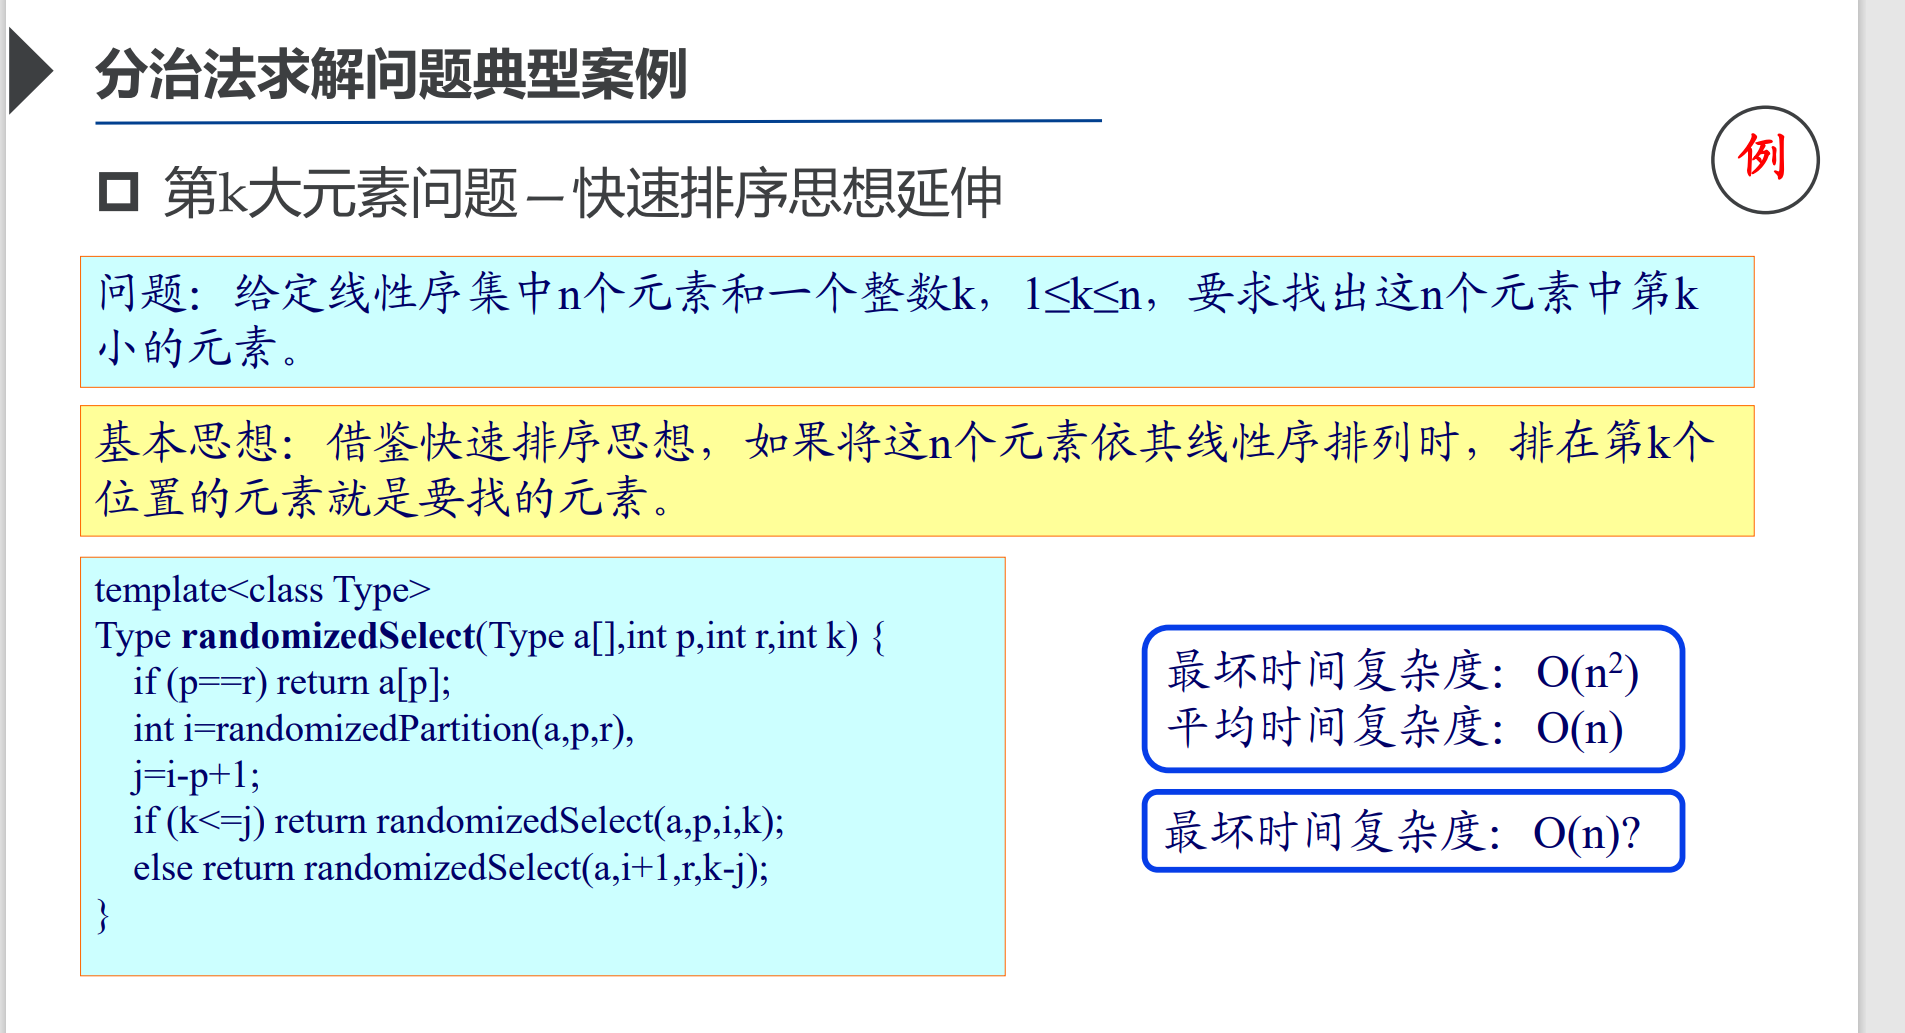 分治法求解问题典型案例
例
第k大元素问题–快速排序思想延伸
问题：给定线性序集中n个元素和一个整数k，1≤k≤n，要求找出这n个元素中第k
小的元素。
基本思想：借鉴快速排序思想，如果将这n个元素依其线性序排列时，排在第k个
位置的元素就是要找的元素。
template<class Type>
Type randomizedSelect(Type a[],int p,int r,int k) {
if (p==r) return a[p];
int i=randomizedPartition(a,p,r),
j=i-p+1;
if (k<=j) return randomizedSelect(a,p,i,k);
else return randomizedSelect(a,i+1,r,k-j);
}
最坏时间复杂度：O(n²)
平均时间复杂度：O(n)
最坏时间复杂度：O(n)?